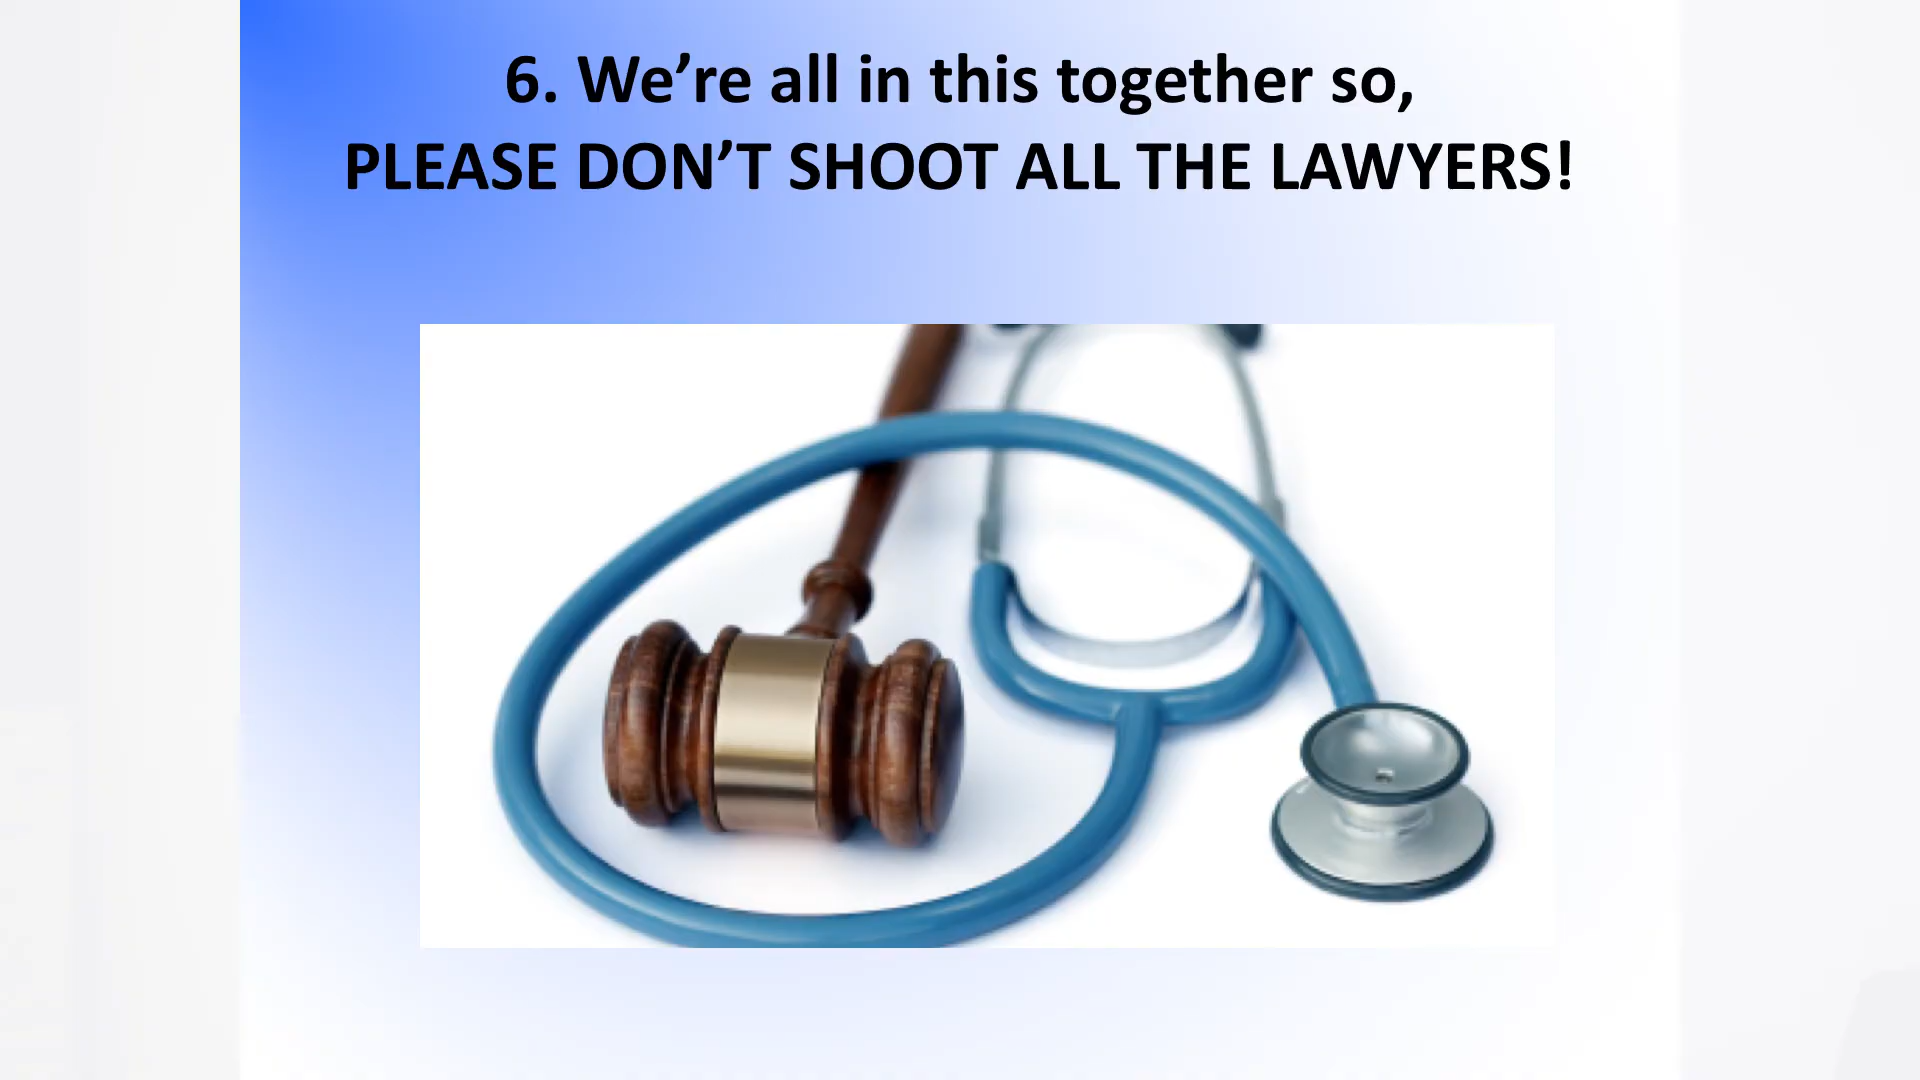 6. We’re all in this together so,
PLEASE DON’T SHOOT ALL THE LAWYERS!